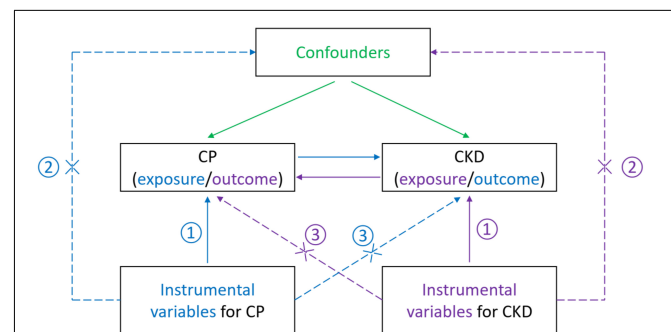 Confounders
CP
(exposure/outcome)
CKD
(exposure/outcome)
②
②
①
③
③
①
Instrumental
variables for CP
Instrumental
variables for CKD